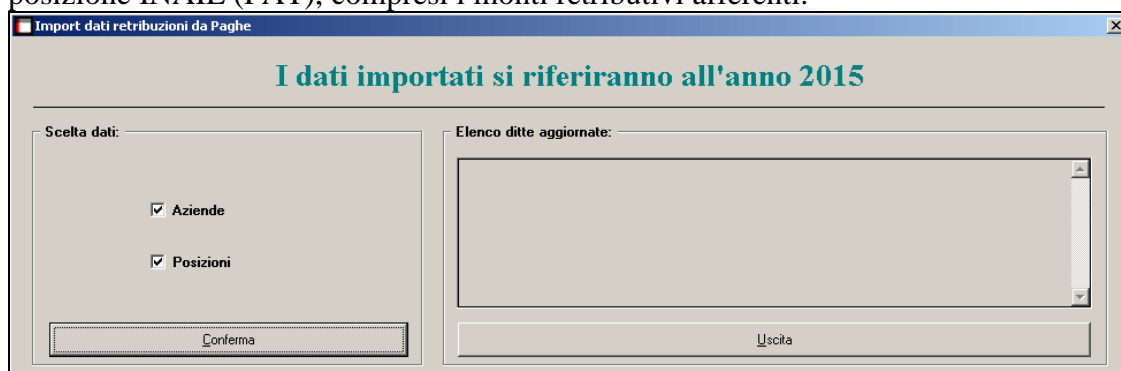 posizione INAIL (PAT), compresi i monti retributivi afferenti.
Import dati retribuzioni da Paghe
I dati importati si riferiranno all'anno 2015
Scelta dati:
Elenco ditte aggiornate:
Aziende
Posizioni
Conferma
Uscita